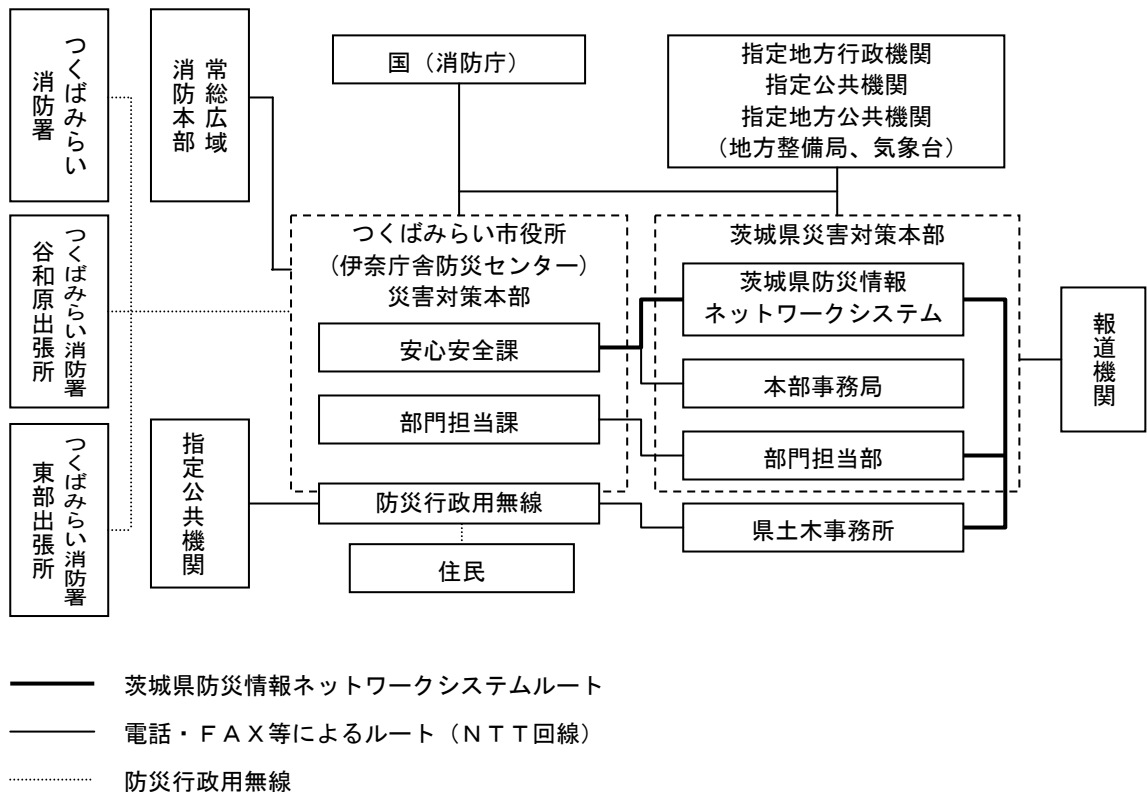 つくばみらい
消防署
常総広域
消防本部
国（消防庁）
指定地方行政機関
指定公共機関
指定地方公共機関
（地方整備局、気象台）
つくばみらい消防署
谷和原出張所
つくばみらい市役所
（伊奈庁舎防災センター）
災害対策本部
安心安全課
部門担当課
防災行政用無線
住民
茨城県災害対策本部
茨城県防災情報
ネットワークシステム
本部事務局
部門担当部
県土木事務所
報道機関
つくばみらい消防署
東部出張所
指定公共機関
茨城県防災情報ネットワークシステムルート
電話・ＦＡＸ等によるルート（ＮＴＴ回線）
防災行政用無線